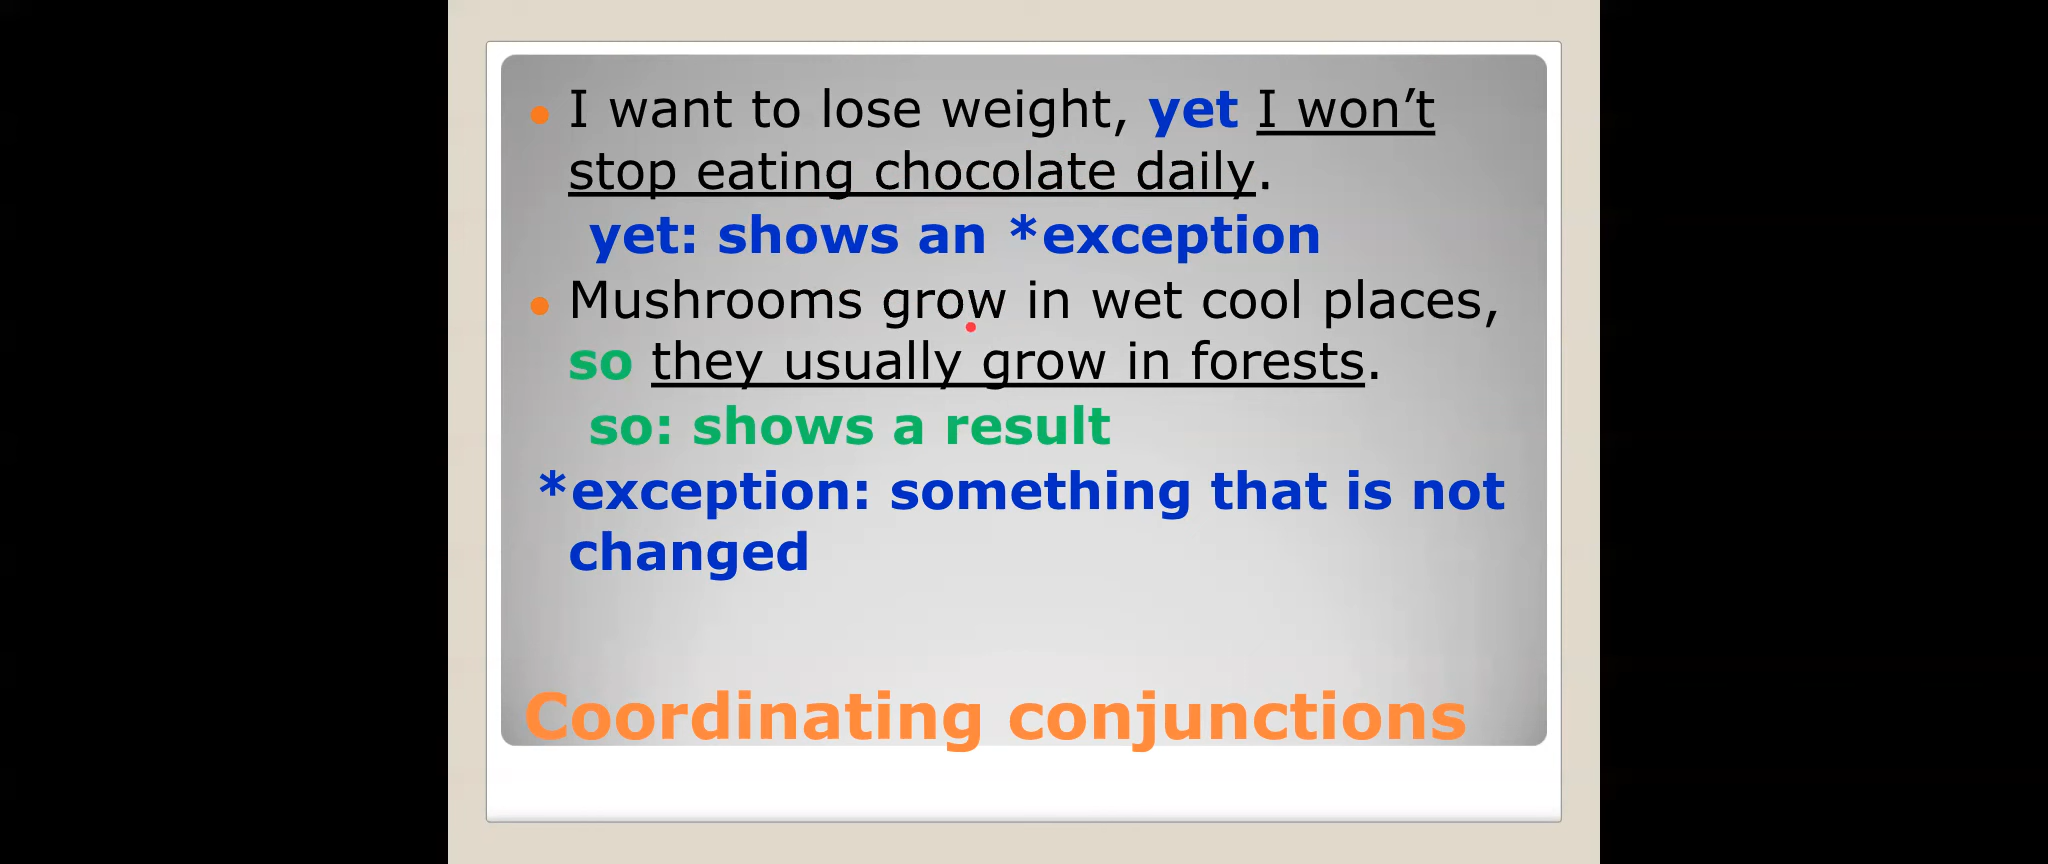 I want to lose weight, yet I won’t
stop eating chocolate daily.
yet: shows an *exception
Mushrooms grow in wet cool places,
so they usually grow in forests.
so: shows a result
*exception: something that is not
changed
Coordinating conjunctions